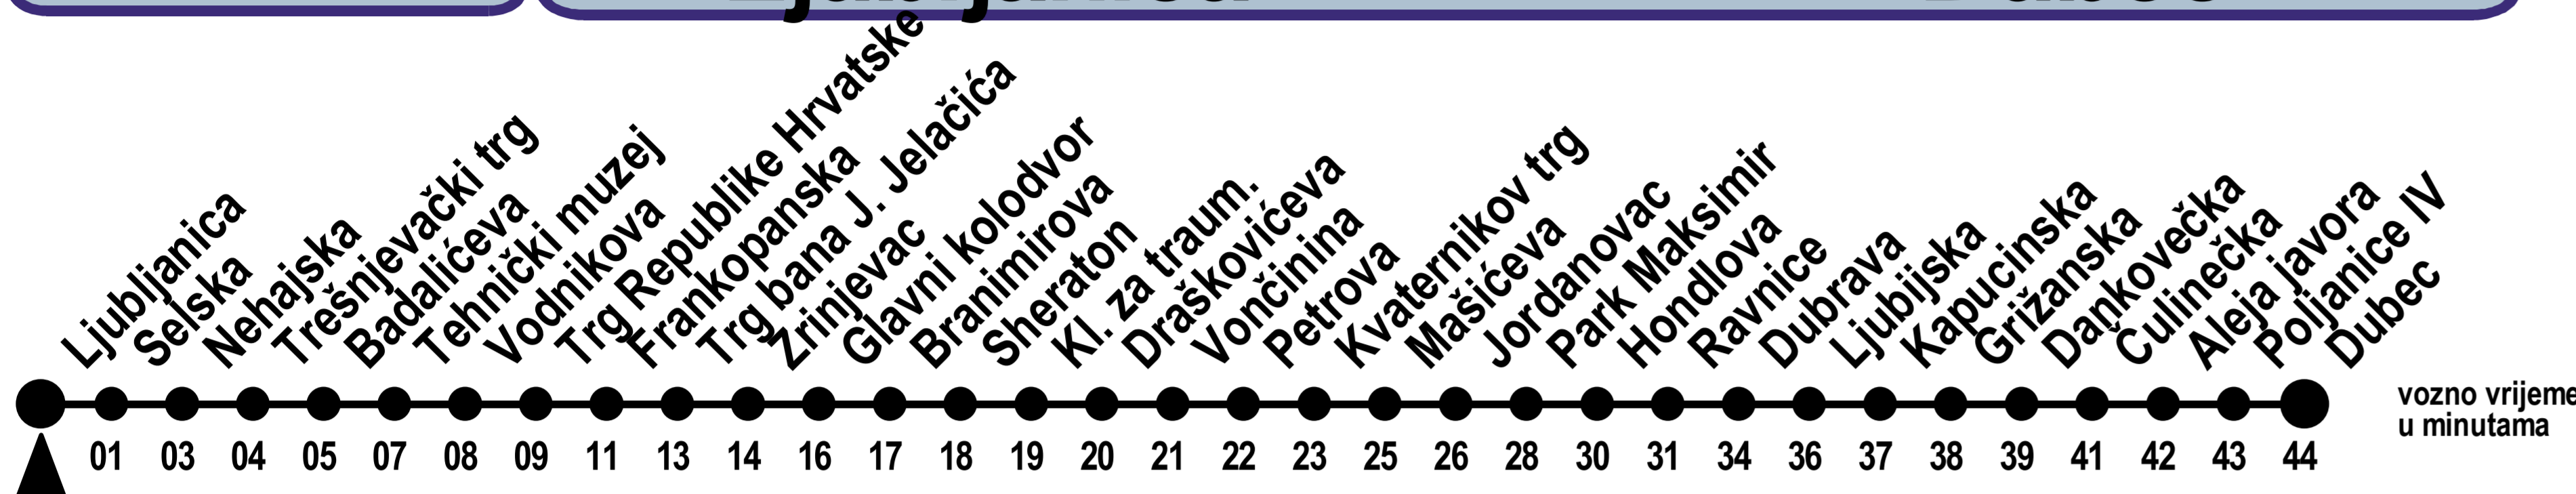 Ljubljanica
Selska
Nehajska
Trešnjevački trg
Badalićeva
Tehnički muzej
Vodnikova
Trg Republike Hrvatske
Frankopanska
Trg bana J. Jelačića
Zrinjevac
Glavni kolodvor
Branimirova
Sheraton
Kl. za traum.
Draškovićeva
Vončinina
Petrova
Kvaternikov trg
Mašićeva
Jordanovac
Park Maksimir
Hondlova
Ravnice
Dubrava
Ljubijska
Kapucinska
Grižanska
Dankovečka
Čulinečka
Aleja javora
Poljanice IV
Dubec
01 03 04 05 07 08 09 11 13 14 16 17 18 19 20 21 22 23 25 26 28 30 31 34 36 37 38 39 41 42 43 44
vozno vrijeme
u minutama